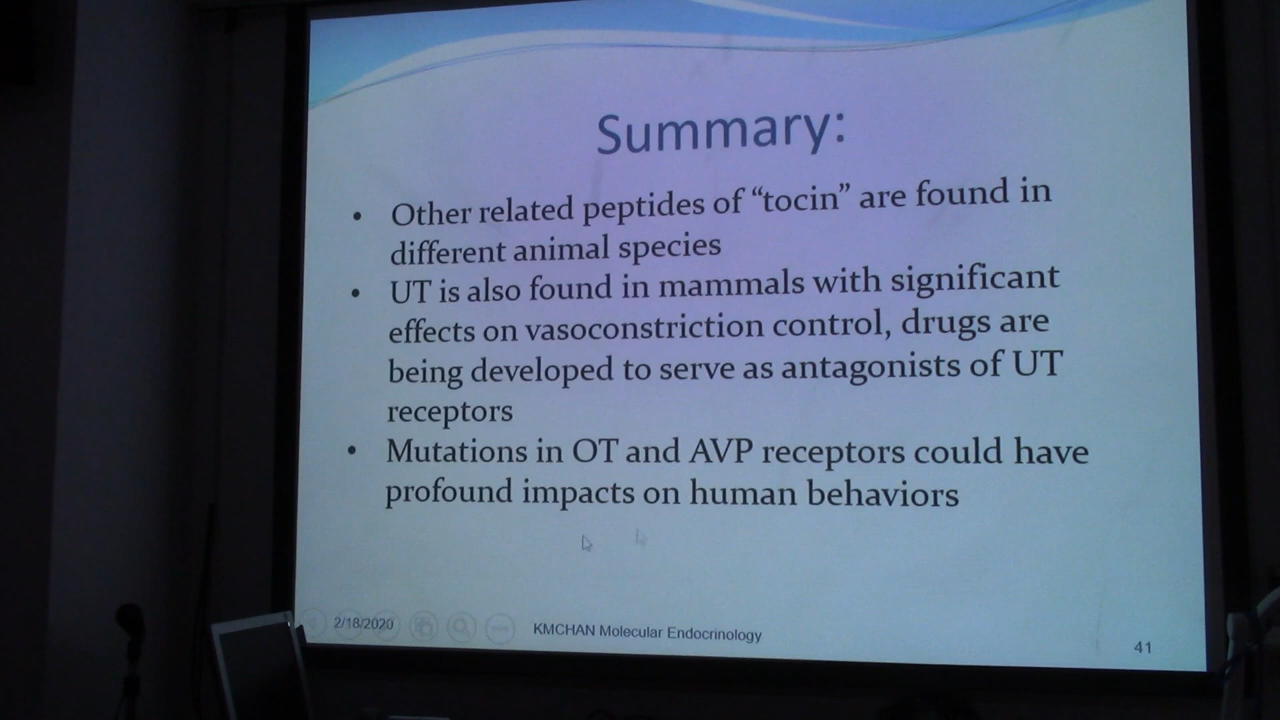 Summary:
• Other related peptides of “tocin” are found in
different animal species
• UT is also found in mammals with significant
effects on vasoconstriction control, drugs are
being developed to serve as antagonists of UT
receptors
• Mutations in OT and AVP receptors could have
profound impacts on human behaviors
2/18/2020
KMCHAN Molecular Endocrinology
41